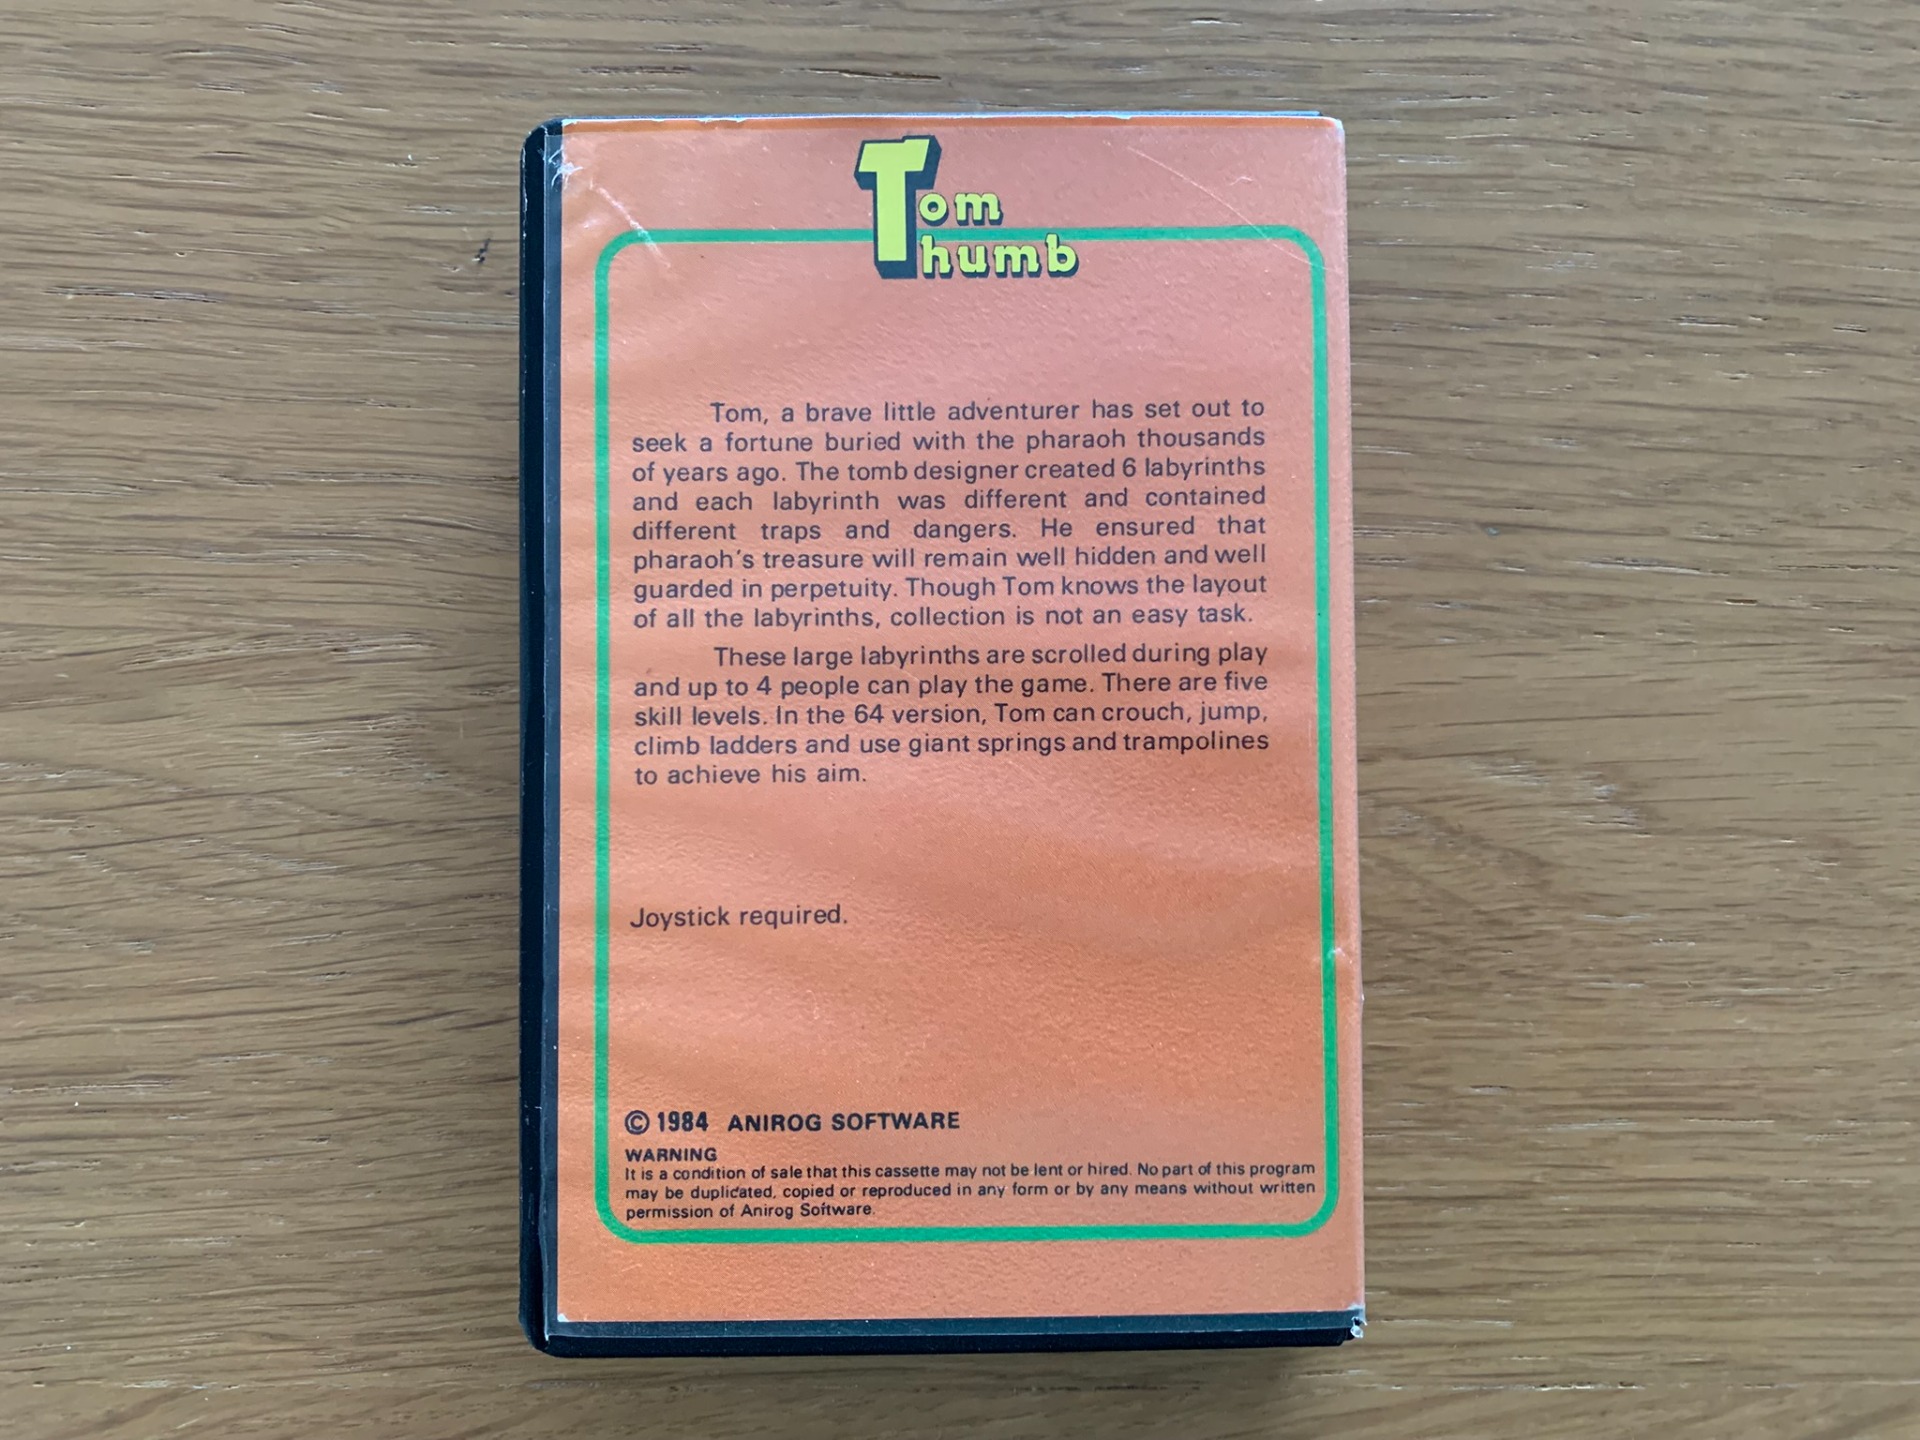 Tom
Thumb
Tom, a brave little adventurer has set out to
seek a fortune buried with the pharaoh thousands
of years ago. The tomb designer created 6 labyrinths
and each labyrinth was different and contained
different traps and dangers. He ensured that
pharaoh's treasure will remain well hidden and well
guarded in perpetuity. Though Tom knows the layout
of all the labyrinths, collection is not an easy task.
These large labyrinths are scrolled during play
and up to 4 people can play the game. There are five
skill levels. In the 64 version, Tom can crouch, jump,
climb ladders and use giant springs and trampolines
to achieve his aim.
Joystick required.
© 1984 ANIROG SOFTWARE
WARNING
It is a condition of sale that this cassette may not be lent or hired. No part of this program
may be duplicated, copied or reproduced in any form or by any means without written
permission of Anirog Software.